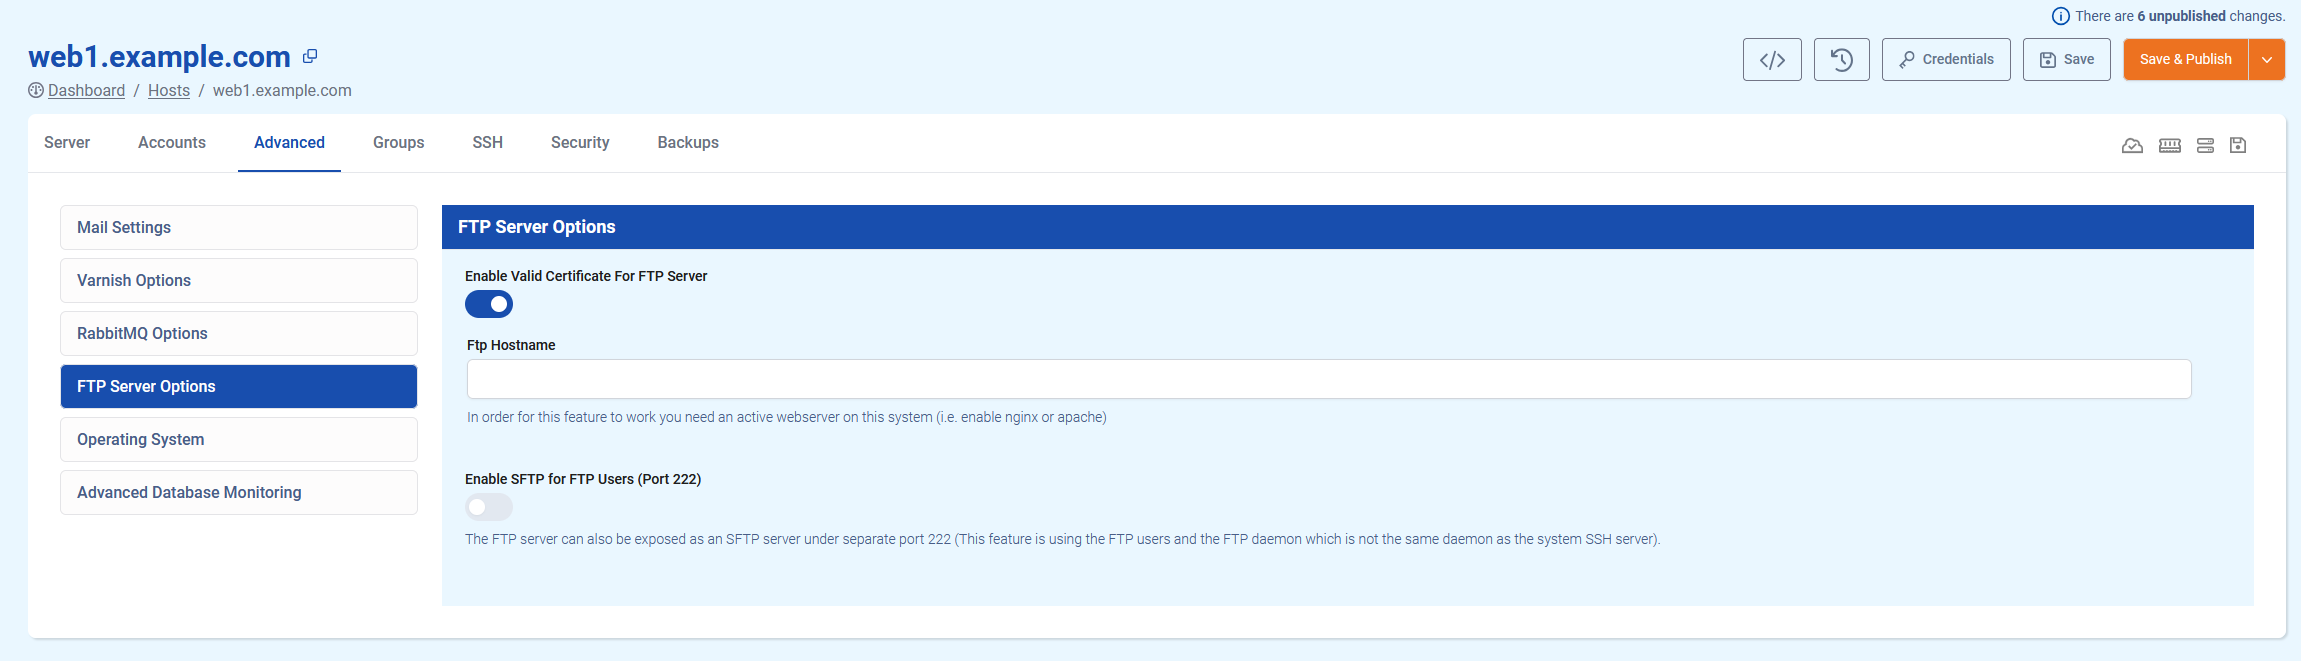 There are 6 unpublished changes.
web1.example.com
Credentials
Save
Save & Publish
Dashboard / Hosts / web1.example.com
Server Accounts Advanced Groups SSH Security Backups
Mail Settings
Varnish Options
RabbitMQ Options
FTP Server Options
Operating System
Advanced Database Monitoring
FTP Server Options
Enable Valid Certificate For FTP Server
Ftp Hostname
In order for this feature to work you need an active webserver on this system (i.e. enable nginx or apache)
Enable SFTP for FTP Users (Port 222)
The FTP server can also be exposed as an SFTP server under separate port 222 (This feature is using the FTP users and the FTP daemon which is not the same daemon as the system SSH server).